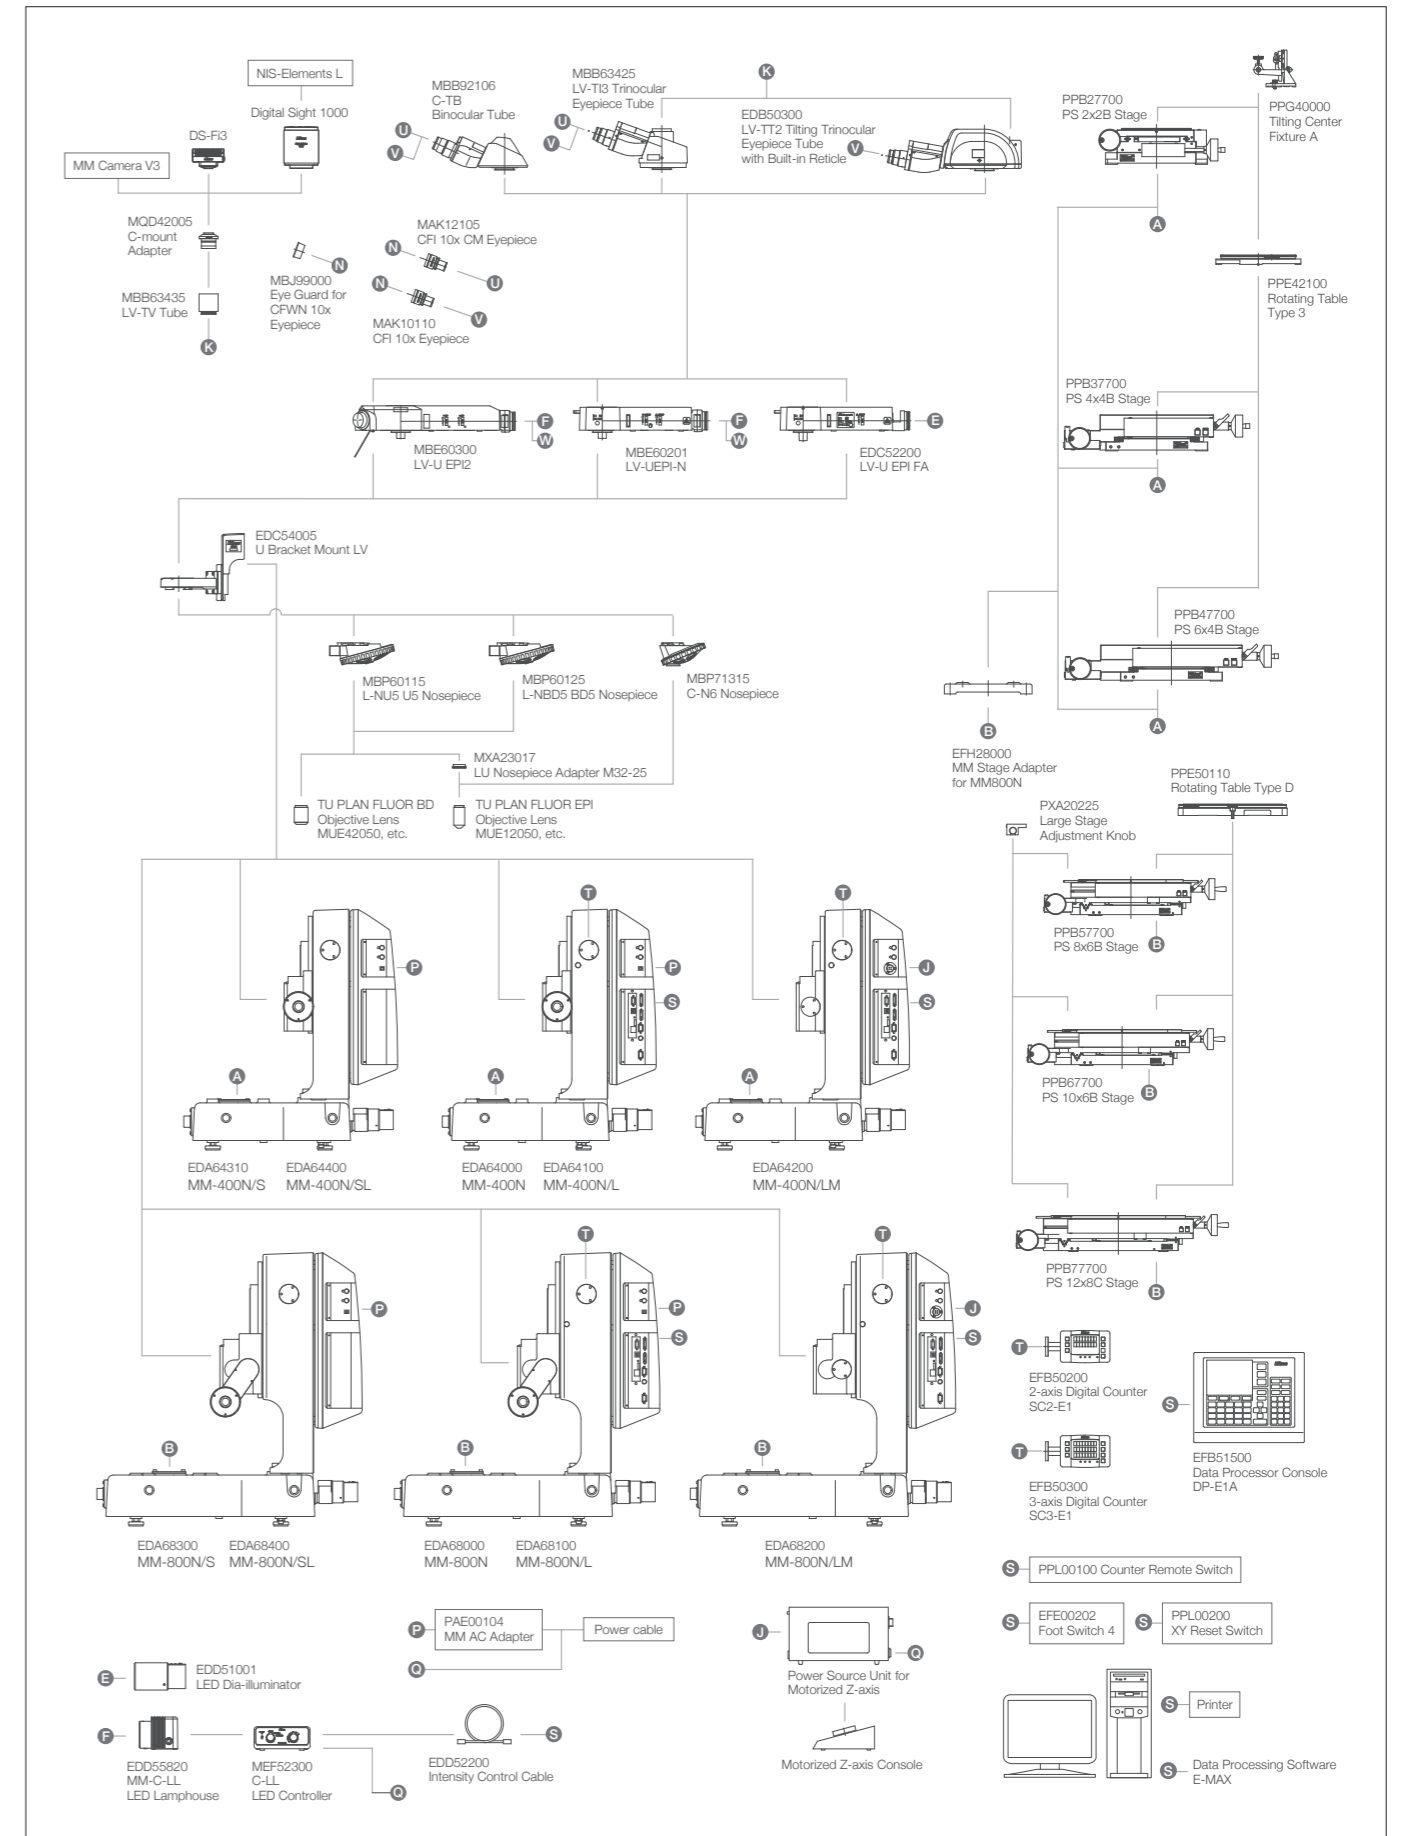 NIS-Elements L
Digital Sight 1000
DS-Fi3
MM Camera V3
MQD42005
C-mount
Adapter
MBB63435
LV-TV Tube
K
MBB92106
C-TB
Binocular Tube
U
V
MBB63425
LV-TI3 Trinocular
Eyepiece Tube
U
V
K
EDB50300
LV-TT2 Tilting Trinocular
Eyepiece Tube
with Built-in Reticle
V
N
MBJ99000
Eye Guard for
CFWN 10x
Eyepiece
MAK12105
CFI 10x CM Eyepiece
N
U
N
V
MAK10110
CFI 10x Eyepiece
F
W
MBE60300
LV-U EPI2
F
W
MBE60201
LV-UEPI-N
E
EDC52200
LV-U EPI FA
EDC54005
U Bracket Mount LV
MBP60115
L-NU5 U5 Nosepiece
MBP60125
L-NBD5 BD5 Nosepiece
MBP71315
C-N6 Nosepiece
MXA23017
LU Nosepiece Adapter M32-25
TU PLAN FLUOR BD
Objective Lens
MUE42050, etc.
TU PLAN FLUOR EPI
Objective Lens
MUE12050, etc.
PPB27700
PS 2x2B Stage
A
PPG40000
Tilting Center
Fixture A
PPE42100
Rotating Table
Type 3
PPB37700
PS 4x4B Stage
A
PPB47700
PS 6x4B Stage
A
B
EFH28000
MM Stage Adapter
for MM800N
PPE50110
Rotating Table Type D
PXA20225
Large Stage
Adjustment Knob
PPB57700
PS 8x6B Stage
B
PPB67700
PS 10x6B Stage
B
PPB77700
PS 12x8C Stage
B
P
A
EDA64310
MM-400N/S
EDA64400
MM-400N/SL
T
P
S
A
EDA64000
MM-400N
EDA64100
MM-400N/L
T
J
S
A
EDA64200
MM-400N/LM
P
B
EDA68300
MM-800N/S
EDA68400
MM-800N/SL
T
P
S
B
EDA68000
MM-800N
EDA68100
MM-800N/L
T
J
S
B
EDA68200
MM-800N/LM
T
EFB50200
2-axis Digital Counter
SC2-E1
T
EFB50300
3-axis Digital Counter
SC3-E1
S
EFB51500
Data Processor Console
DP-E1A
S
PPL00100 Counter Remote Switch
S
EFE00202
Foot Switch 4
S
PPL00200
XY Reset Switch
S
Printer
S
Data Processing Software
E-MAX
P
PAE00104
MM AC Adapter
Power cable
Q
J
Q
Power Source Unit for
Motorized Z-axis
Motorized Z-axis Console
E
EDD51001
LED Dia-illuminator
F
EDD55820
MM-C-LL
LED Lamphouse
MEF52300
C-LL
LED Controller
Q
EDD52200
Intensity Control Cable
S